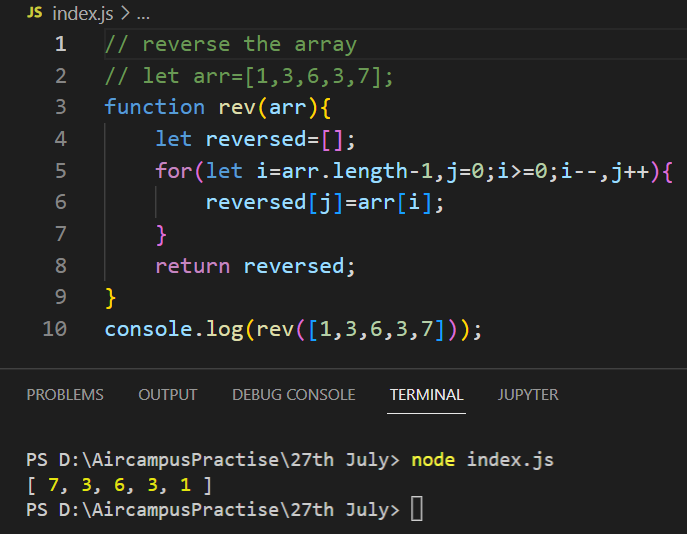 JS index.js > ...
1 // reverse the array
2 // let arr=[1,3,6,3,7];
3 function rev(arr){
4     let reversed=[];
5     for(let i=arr.length-1,j=0;i>=0;i--,j++){
6         reversed[j]=arr[i];
7     }
8     return reversed;
9 }
10 console.log(rev([1,3,6,3,7]));
PROBLEMS OUTPUT DEBUG CONSOLE TERMINAL JUPYTER
PS D:\AircampusPractise\27th July> node index.js
[ 7, 3, 6, 3, 1 ]
PS D:\AircampusPractise\27th July>